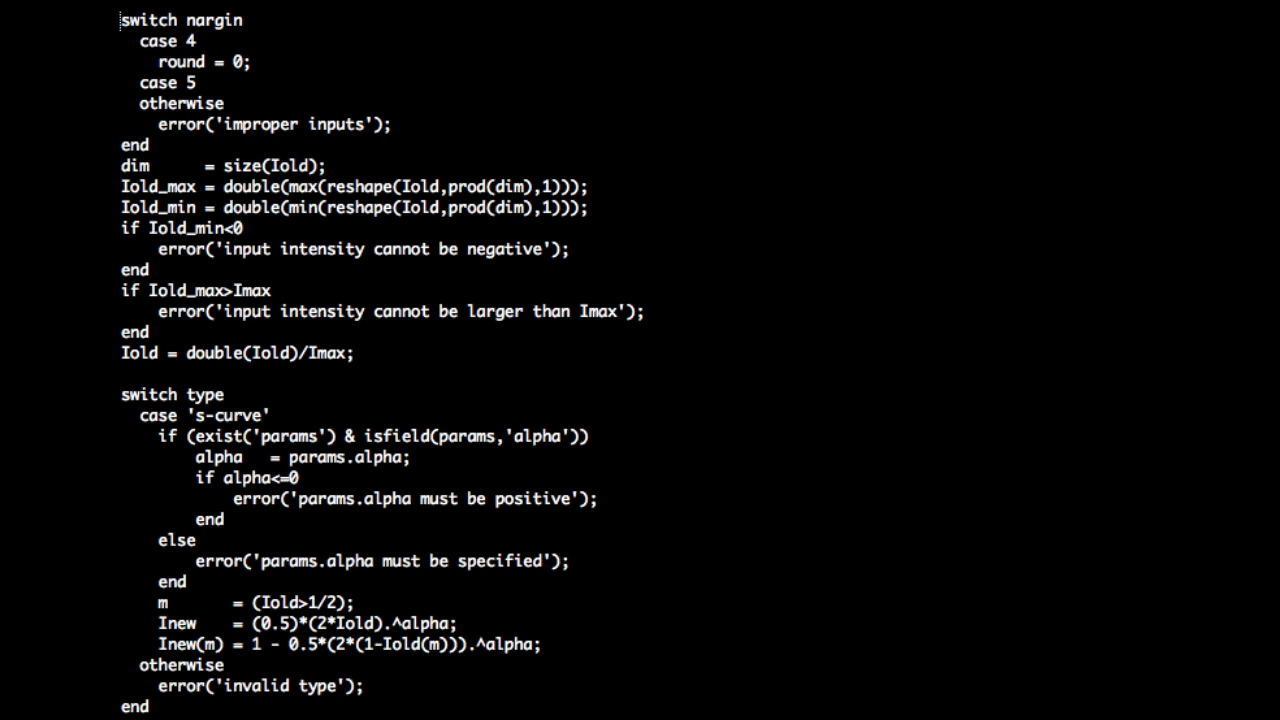 switch nargin
case 4
round = 0;
case 5
otherwise
error('improper inputs');
end
dim = size(Iold);
Iold_max = double(max(reshape(Iold,prod(dim),1)));
Iold_min = double(min(reshape(Iold,prod(dim),1)));
if Iold_min<0
error('input intensity cannot be negative');
end
if Iold_max>Imax
error('input intensity cannot be larger than Imax');
end
Iold = double(Iold)/Imax;
switch type
case 's-curve'
if (exist('params') & isfield(params,'alpha'))
alpha = params.alpha;
if alpha<=0
error('params.alpha must be positive');
end
else
error('params.alpha must be specified');
end
m = (Iold>1/2);
Inew = (0.5)*(2*Iold).^alpha;
Inew(m) = 1 - 0.5*(2*(1-Iold(m))).^alpha;
otherwise
error('invalid type');
end